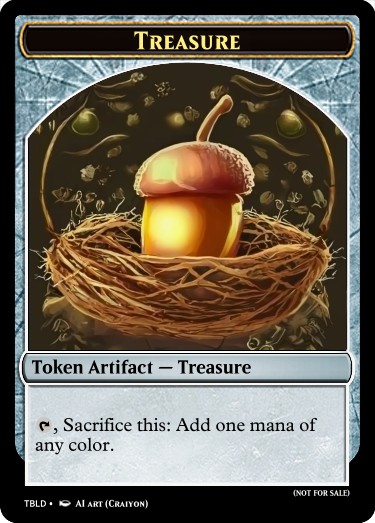 Treasure
Token Artifact — Treasure
, Sacrifice this: Add one mana of
any color.
(NOT FOR SALE)
TBLD • AI art (Craiyon)